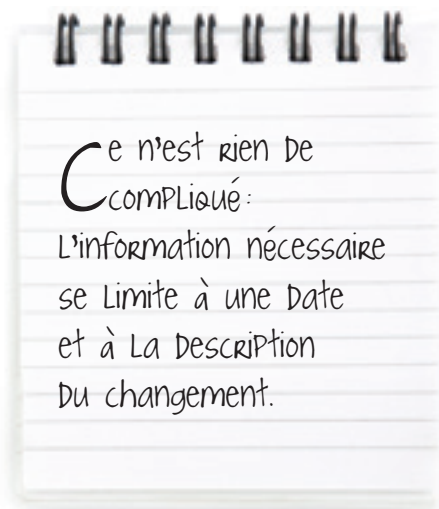 Ce n'est rien de
compliqué :
L'information nécessaire
se limite à une date
et à la description
du changement.